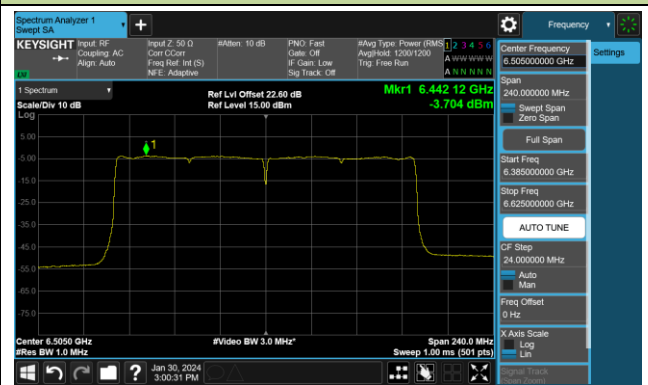 Spectrum Analyzer 1
Swept SA
Frequency
KEYSIGHT
Input: RF
Coupling: AC
Align: Auto
Input Z: 50 Ω
Corr CCorr
Freq Ref: Int (S)
NFE: Adaptive
#Atten: 10 dB
PNO: Fast
Gate: Off
IF Gain: Low
Sig Track: Off
#Avg Type: Power (RMS
Avg|Hold: 1200/1200
Trig: Free Run
1 2 3 4 5 6
A W W W W W
A N N N N N
Center Frequency
6.505000000 GHz
Settings
Span
240.000000 MHz
Swept Span
Zero Span
Full Span
Start Freq
6.385000000 GHz
Stop Freq
6.625000000 GHz
AUTO TUNE
CF Step
24.000000 MHz
Auto
Man
Freq Offset
0 Hz
X Axis Scale
Log
Lin
Signal Track
(Span Zoom)
1 Spectrum
Scale/Div 10 dB
Log
Ref Lvl Offset 22.60 dB
Ref Level 15.00 dBm
Mkr1 6.442 12 GHz
-3.704 dBm
1
5.00
-5.00
-15.0
-25.0
-35.0
-45.0
-55.0
-65.0
-75.0
Center 6.5050 GHz
#Res BW 1.0 MHz
#Video BW 3.0 MHz*
Span 240.0 MHz
Sweep 1.00 ms (501 pts)
Jan 30, 2024
3:00:31 PM